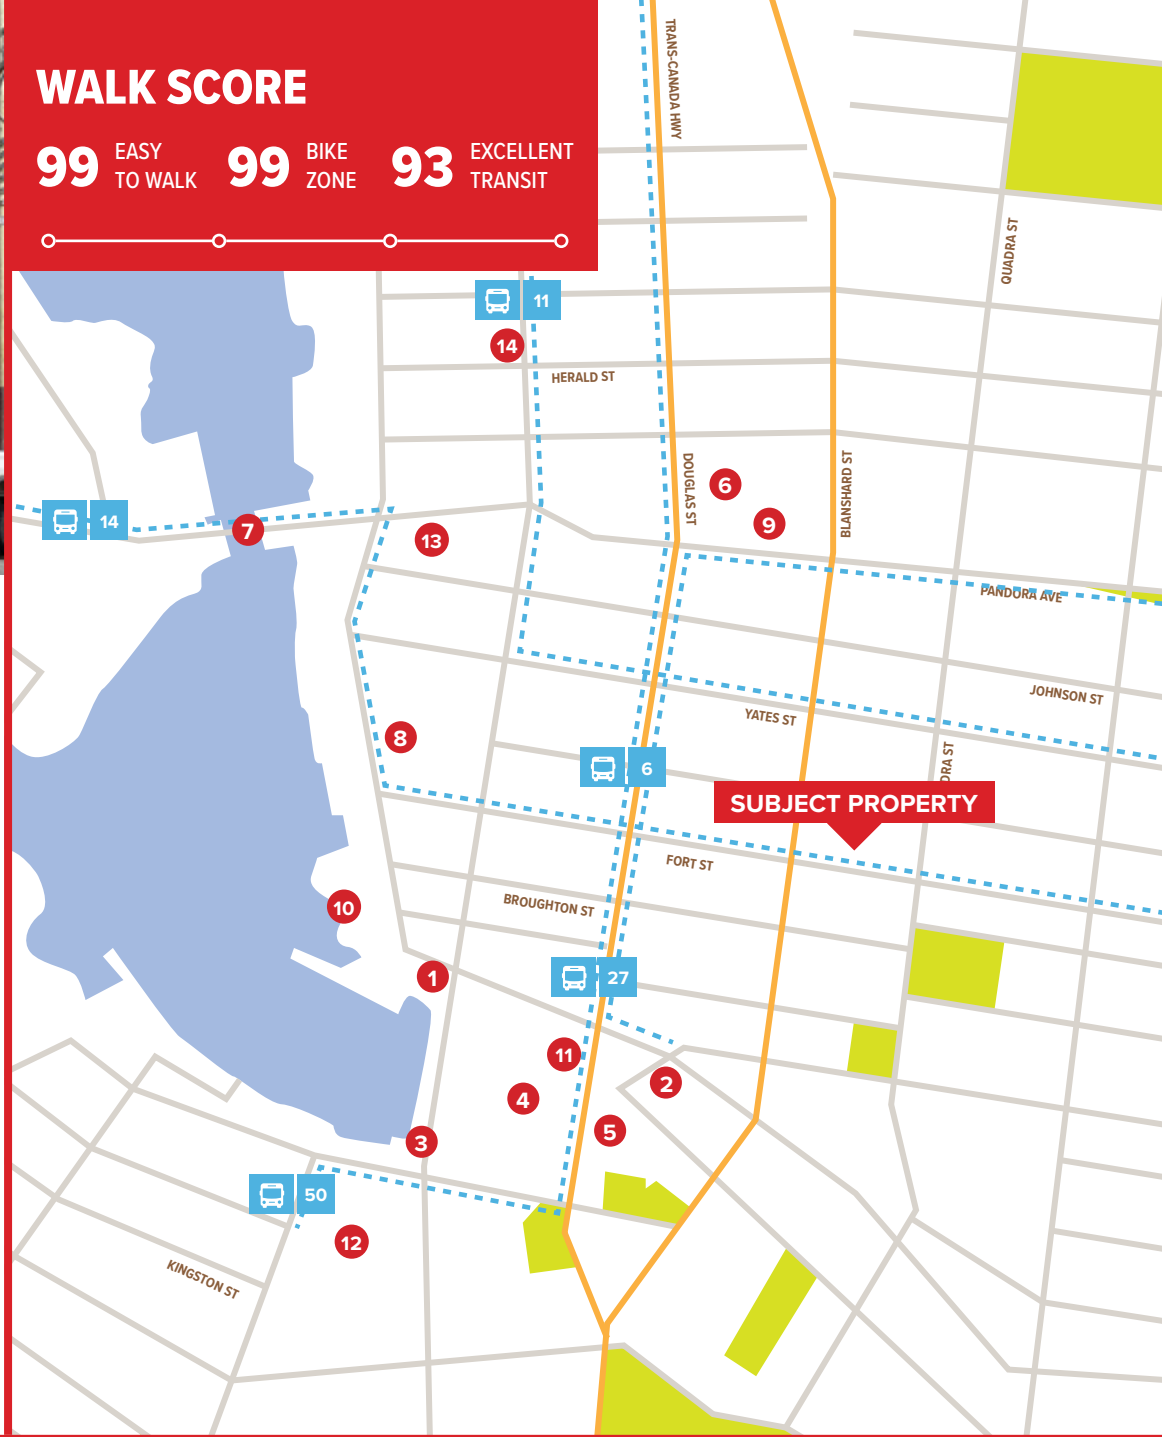 WALK SCORE
99 EASY TO WALK
99 BIKE ZONE
93 EXCELLENT TRANSIT
TRANS-CANADA HWY
QUADRA ST
11
14
HERALD ST
DOUGLAS ST
6
BLANSHARD ST
9
14
7
13
PANDORA AVE
JOHNSON ST
YATES ST
8
6
DRA ST
SUBJECT PROPERTY
FORT ST
BROUGHTON ST
10
1
27
11
2
4
5
3
50
12
KINGSTON ST